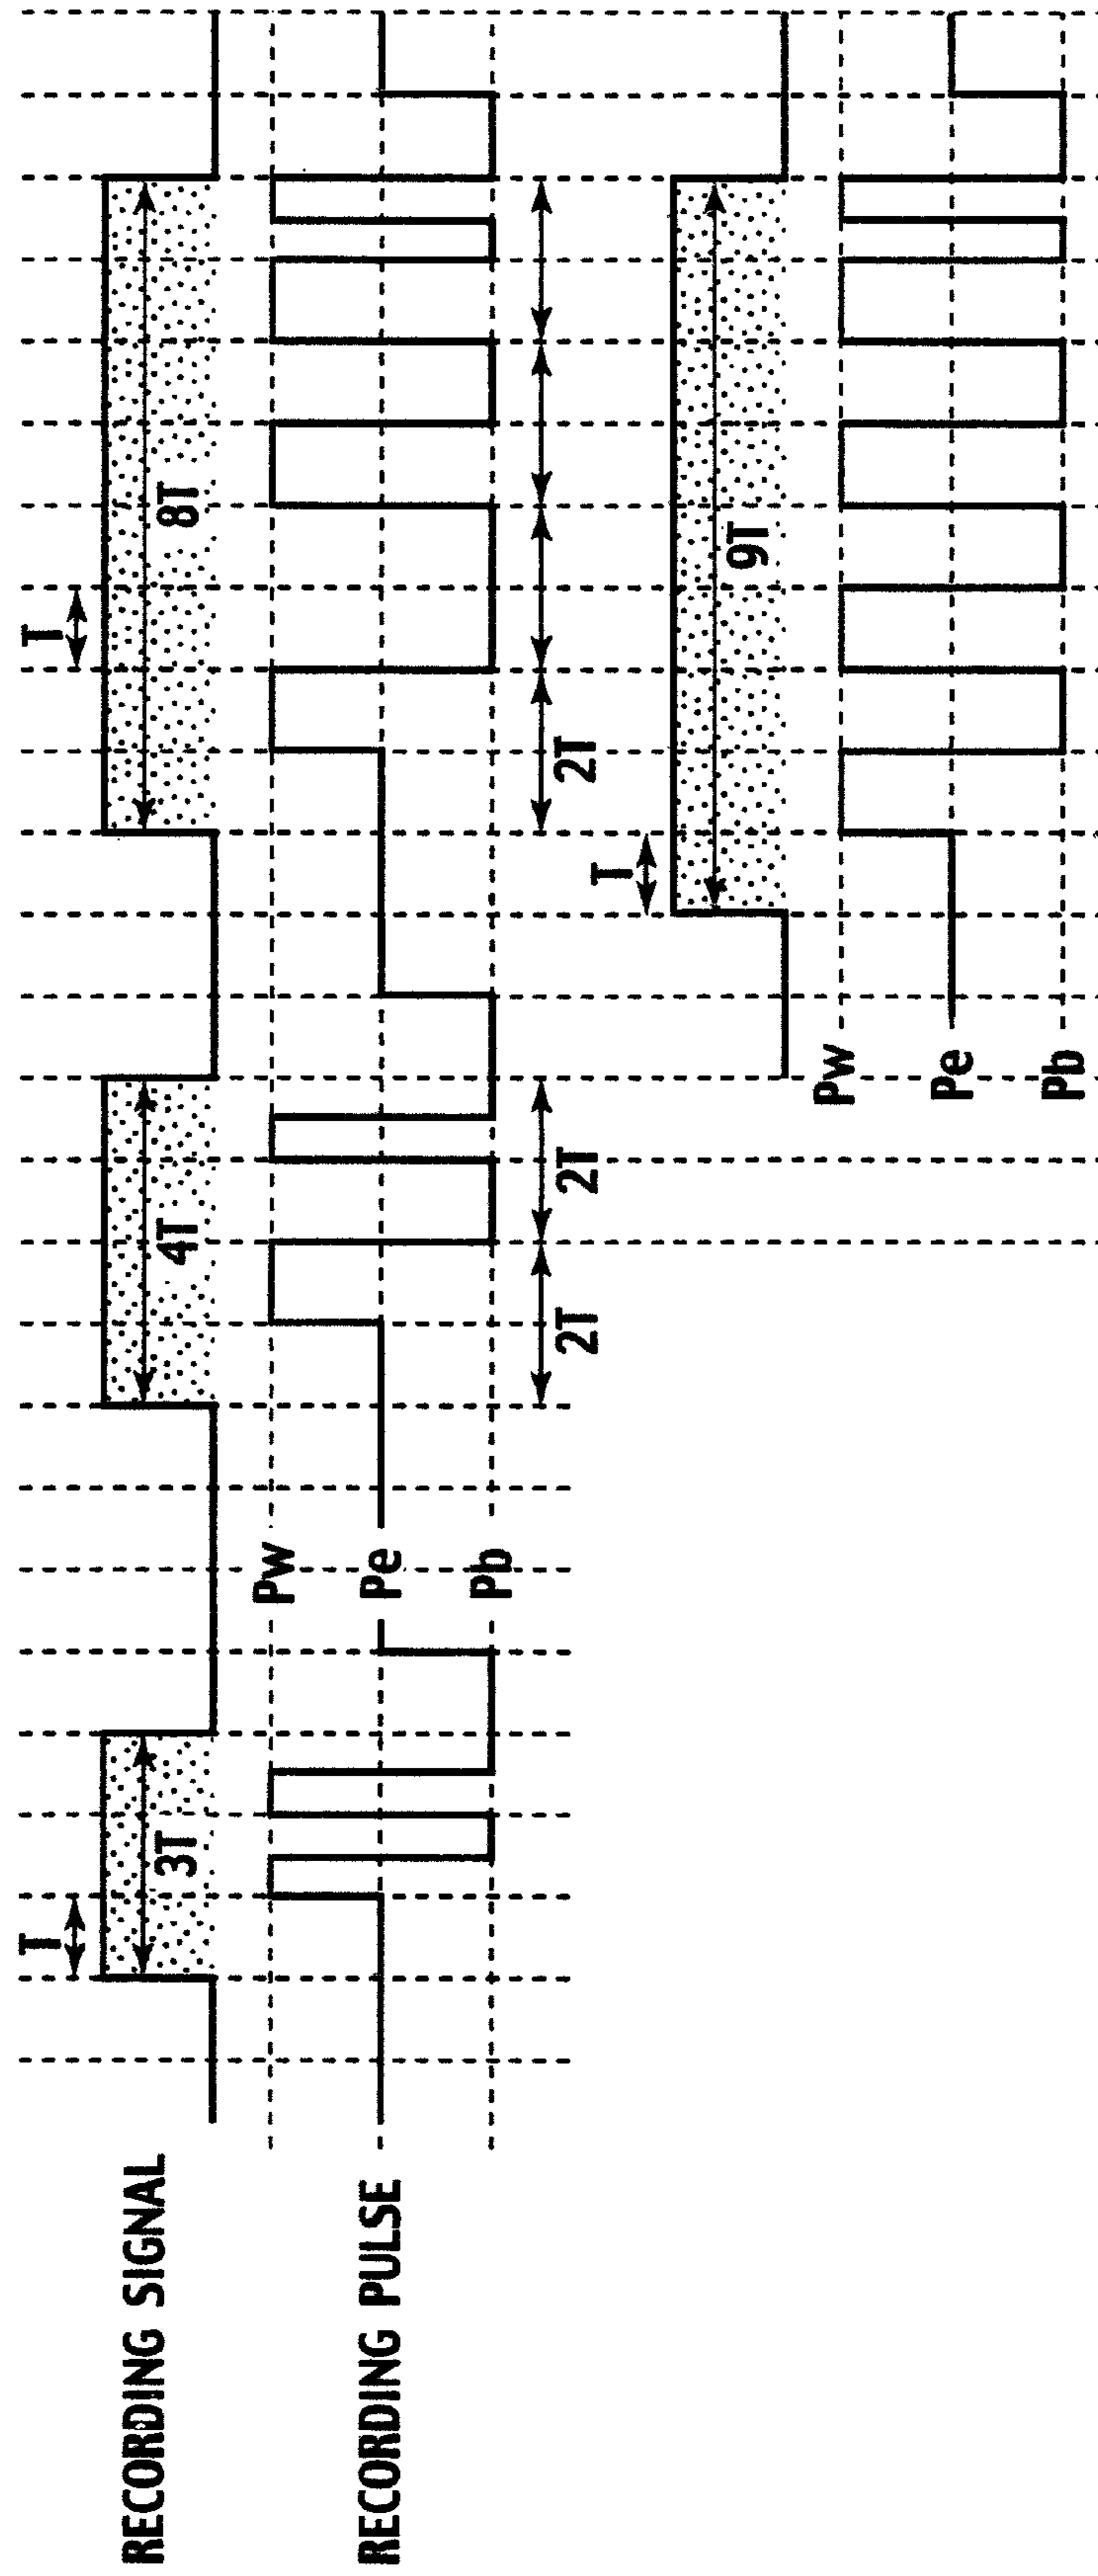 RECORDING SIGNAL
T
3T
4T
T
8T
RECORDING PULSE
Pw
Pe
Pb
2T
2T
2T
T
9T
Pw
Pe
Pb